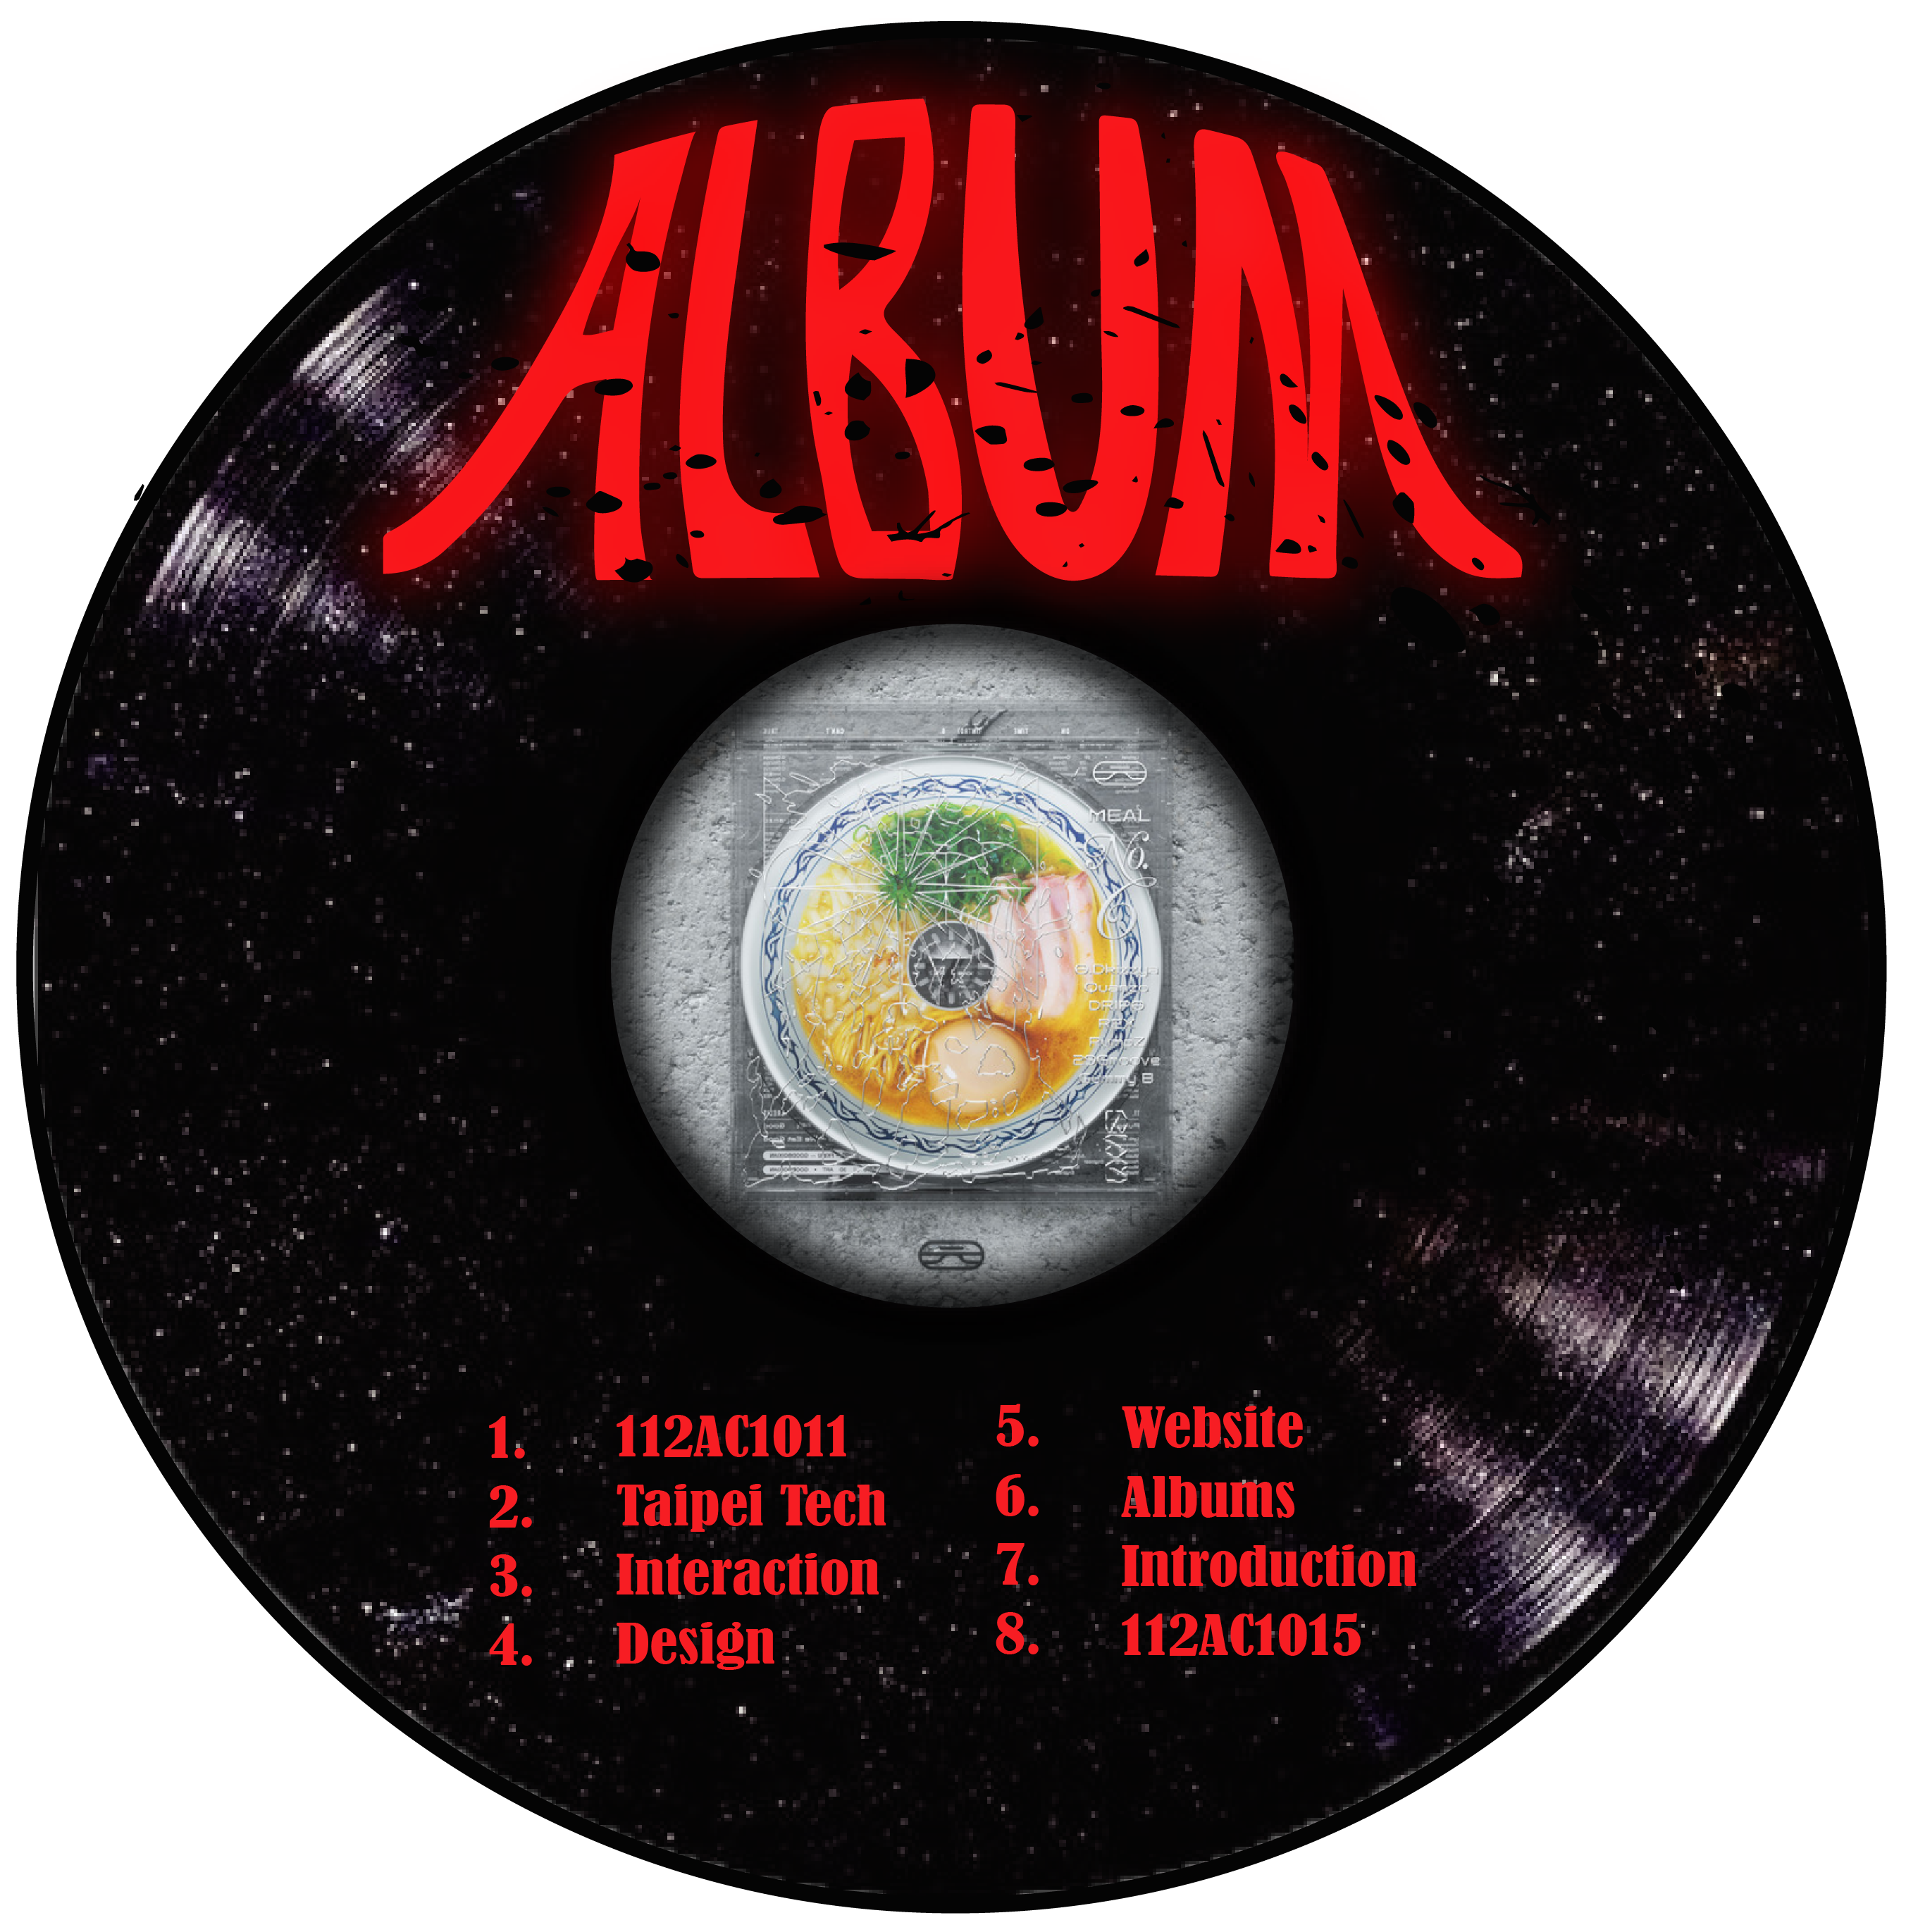 ALBUM
MEAL
No.
1. 112AC1011
2. Taipei Tech
3. Interaction
4. Design
5. Website
6. Albums
7. Introduction
8. 112AC1015